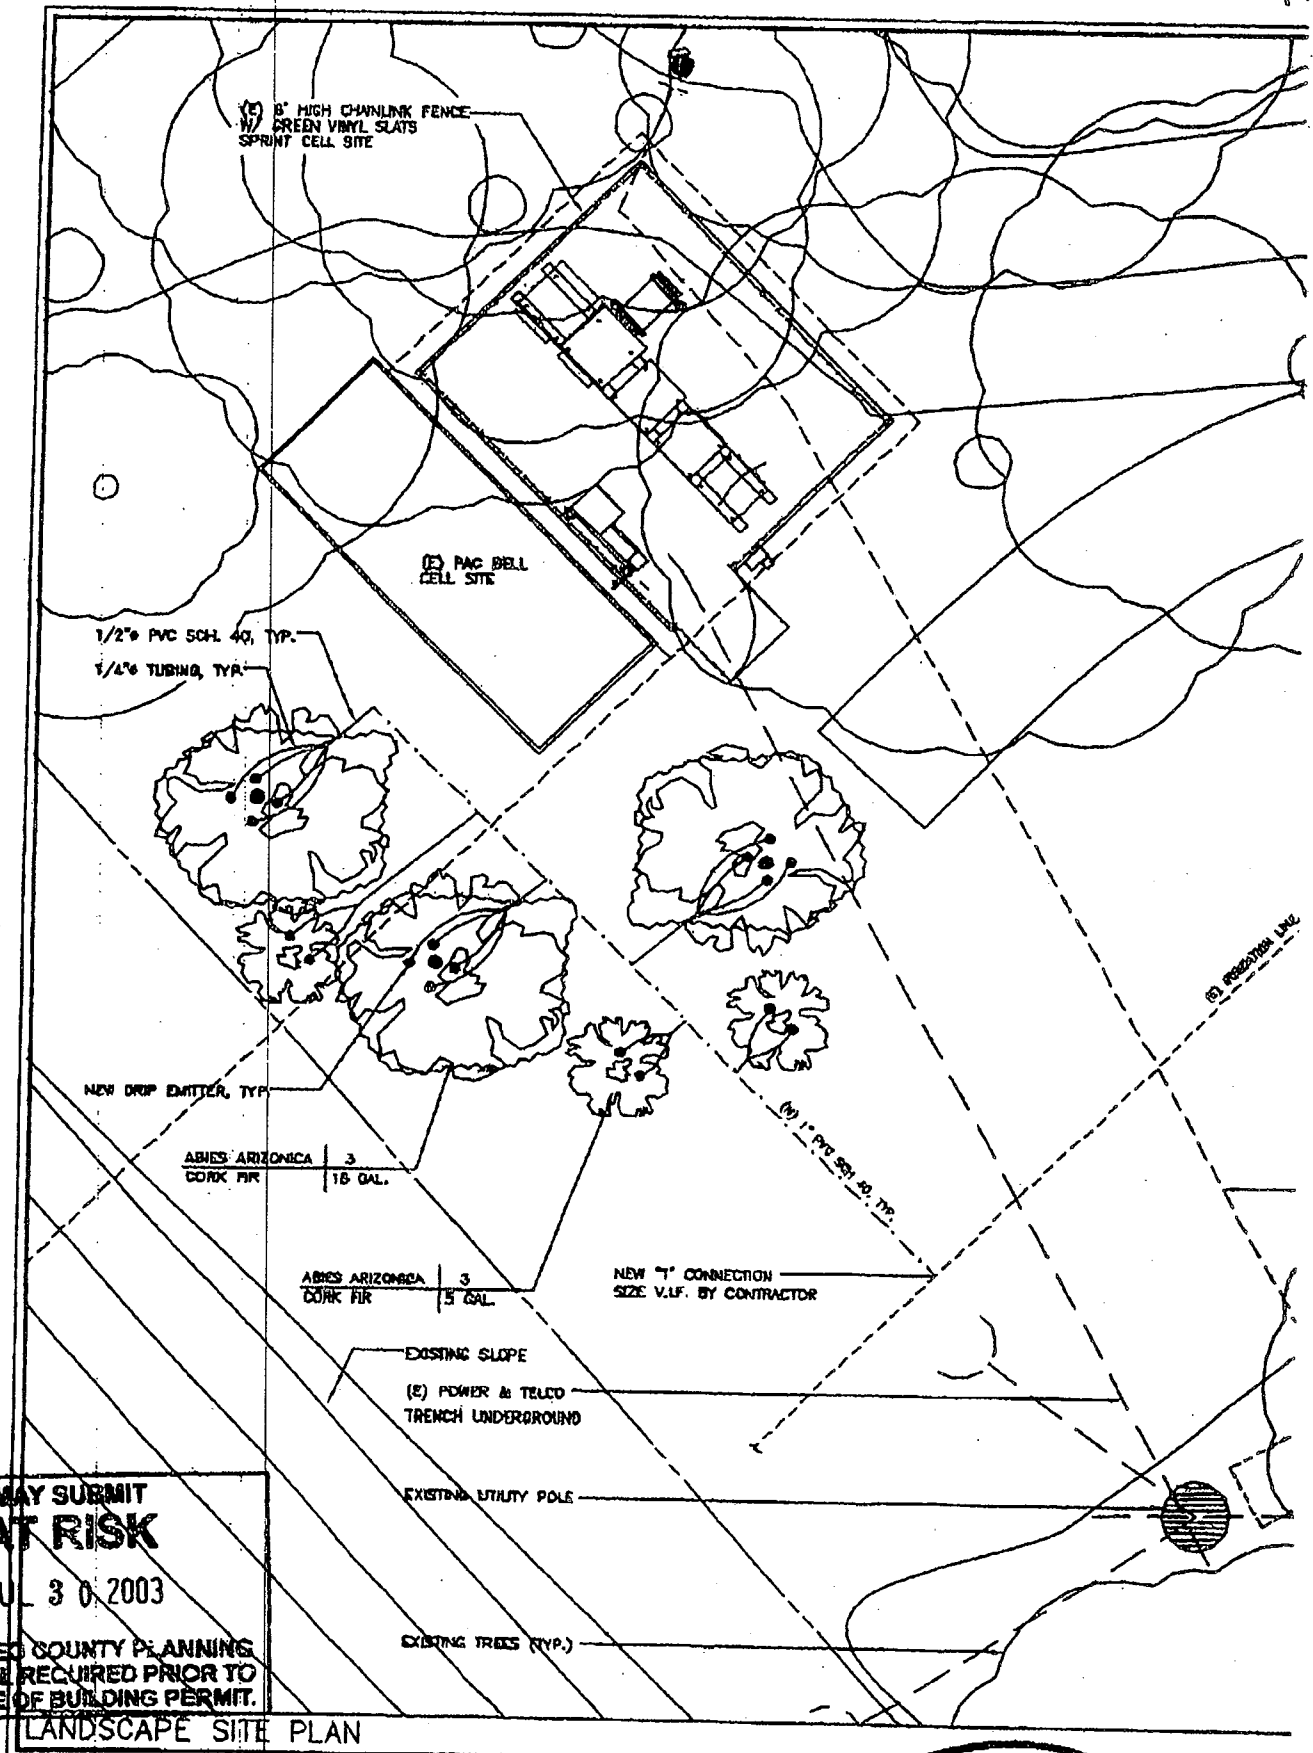 (E) 8' HIGH CHAINLINK FENCE
W/ GREEN VINYL SLATS
SPRINT CELL SITE
(E) PAC BELL
CELL SITE
1/2"ø PVC SCH. 40, TYP.
1/4"ø TUBING, TYP.
(E) IRRIGATION LINE
NEW DRIP EMITTER, TYP.
(N) 1" PVC SCH 40, TYP.
ABIES ARIZONICA 3
CORK FIR 15 GAL.
ABIES ARIZONICA 3
CORK FIR 5 GAL.
NEW "T" CONNECTION
SIZE V.I.F. BY CONTRACTOR
EXISTING SLOPE
(E) POWER & TELCO
TRENCH UNDERGROUND
EXISTING UTILITY POLE
EXISTING TREES (TYP.)
MAY SUBMIT
AT RISK
UL 30 2003
COUNTY PLANNING
REQUIRED PRIOR TO
OF BUILDING PERMIT.
LANDSCAPE SITE PLAN